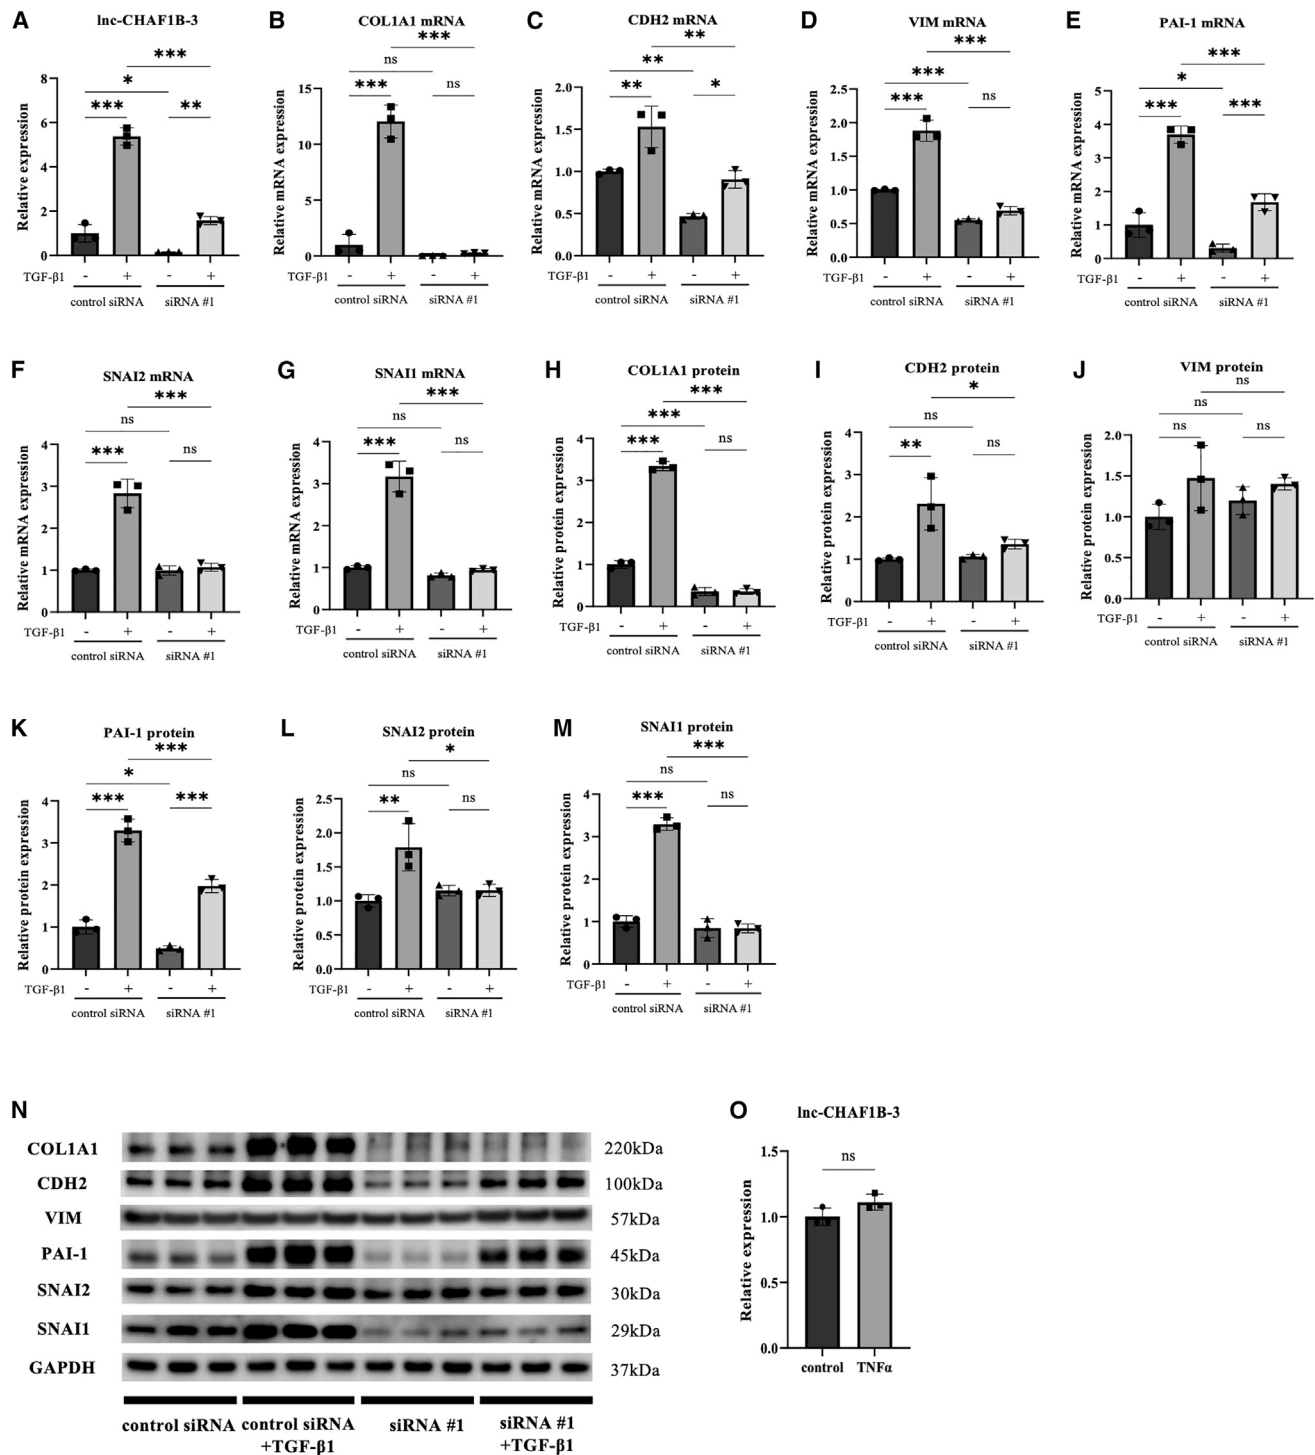 A
lnc-CHAF1B-3
***
*
***
**
Relative expression
8
6
4
2
0
TGF-β1
- + - +
control siRNA siRNA #1
B
COL1A1 mRNA
***
ns
***
ns
Relative mRNA expression
15
10
5
0
TGF-β1
- + - +
control siRNA siRNA #1
C
CDH2 mRNA
**
**
**
*
Relative mRNA expression
2.0
1.5
1.0
0.5
0.0
TGF-β1
- + - +
control siRNA siRNA #1
D
VIM mRNA
***
***
***
ns
Relative mRNA expression
2.5
2.0
1.5
1.0
0.5
0.0
TGF-β1
- + - +
control siRNA siRNA #1
E
PAI-1 mRNA
***
*
***
***
Relative mRNA expression
5
4
3
2
1
0
TGF-β1
- + - +
control siRNA siRNA #1
F
SNAI2 mRNA
***
ns
***
ns
Relative mRNA expression
4
3
2
1
0
TGF-β1
- + - +
control siRNA siRNA #1
G
SNAI1 mRNA
***
ns
***
ns
Relative mRNA expression
4
3
2
1
0
TGF-β1
- + - +
control siRNA siRNA #1
H
COL1A1 protein
***
***
***
ns
Relative protein expression
4
3
2
1
0
TGF-β1
- + - +
control siRNA siRNA #1
I
CDH2 protein
*
ns
**
ns
Relative protein expression
4
3
2
1
0
TGF-β1
- + - +
control siRNA siRNA #1
J
VIM protein
ns
ns
ns
ns
Relative protein expression
2.0
1.5
1.0
0.5
0.0
TGF-β1
- + - +
control siRNA siRNA #1
K
PAI-1 protein
***
*
***
***
Relative protein expression
4
3
2
1
0
TGF-β1
- + - +
control siRNA siRNA #1
L
SNAI2 protein
*
ns
**
ns
Relative protein expression
2.5
2.0
1.5
1.0
0.5
0.0
TGF-β1
- + - +
control siRNA siRNA #1
M
SNAI1 protein
***
ns
***
ns
Relative protein expression
4
3
2
1
0
TGF-β1
- + - +
control siRNA siRNA #1
N
COL1A1 220kDa
CDH2 100kDa
VIM 57kDa
PAI-1 45kDa
SNAI2 30kDa
SNAI1 29kDa
GAPDH 37kDa
control siRNA control siRNA siRNA #1 siRNA #1
+TGF-β1 +TGF-β1
O
lnc-CHAF1B-3
ns
Relative expression
1.5
1.0
0.5
0.0
control TNFα